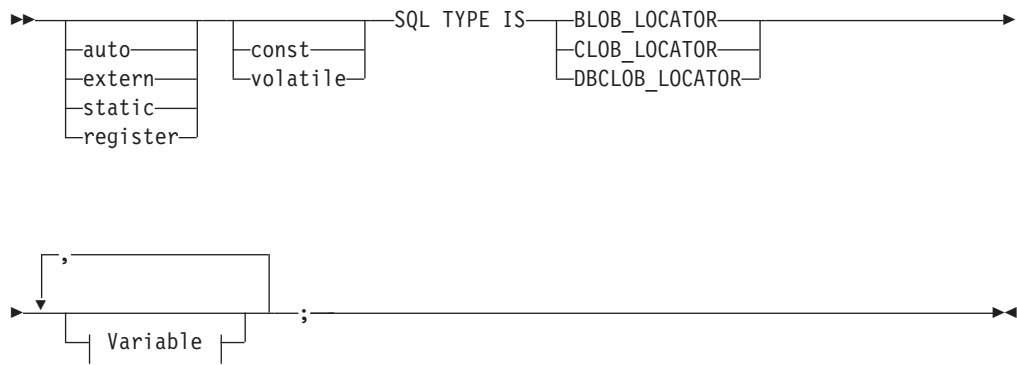 SQL TYPE IS BLOB_LOCATOR
auto const CLOB_LOCATOR
extern volatile DBCLOB_LOCATOR
static
register
,
;
Variable